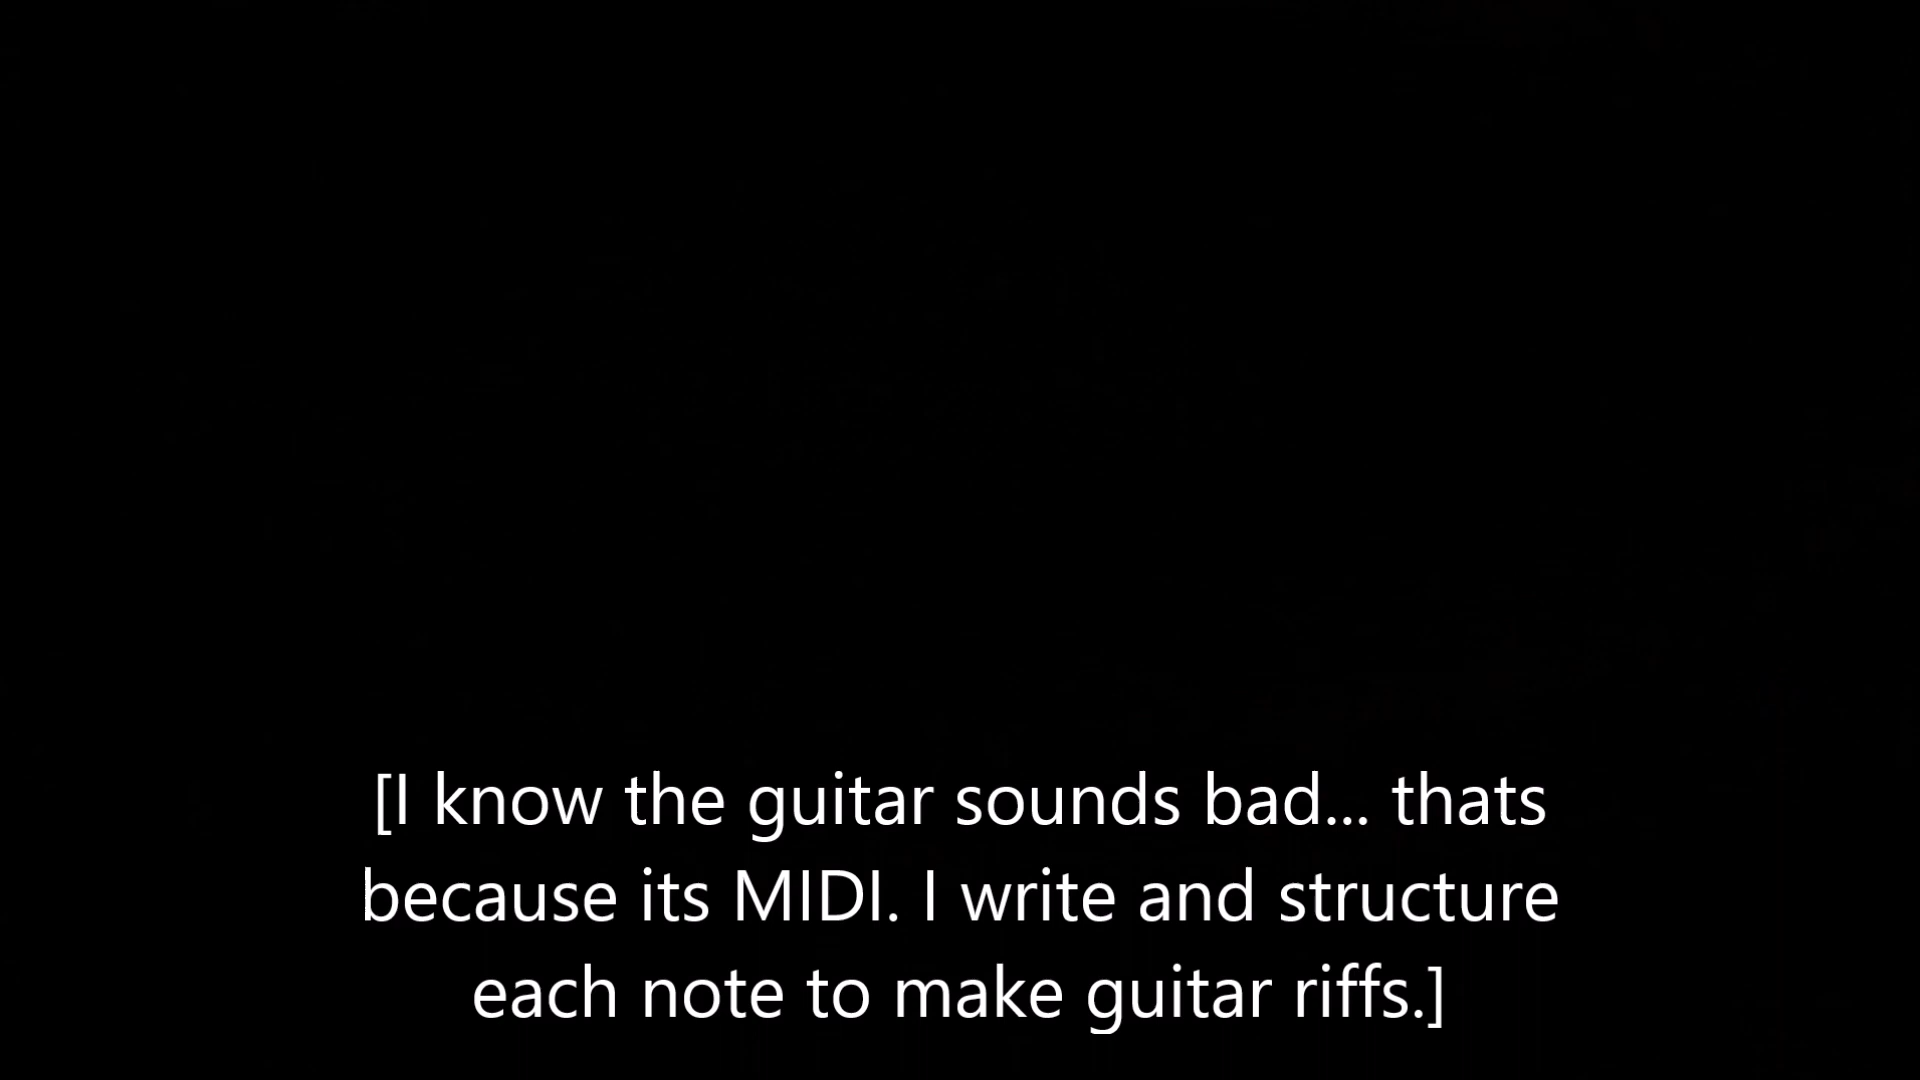 [I know the guitar sounds bad... thats
because its MIDI. I write and structure
each note to make guitar riffs.]